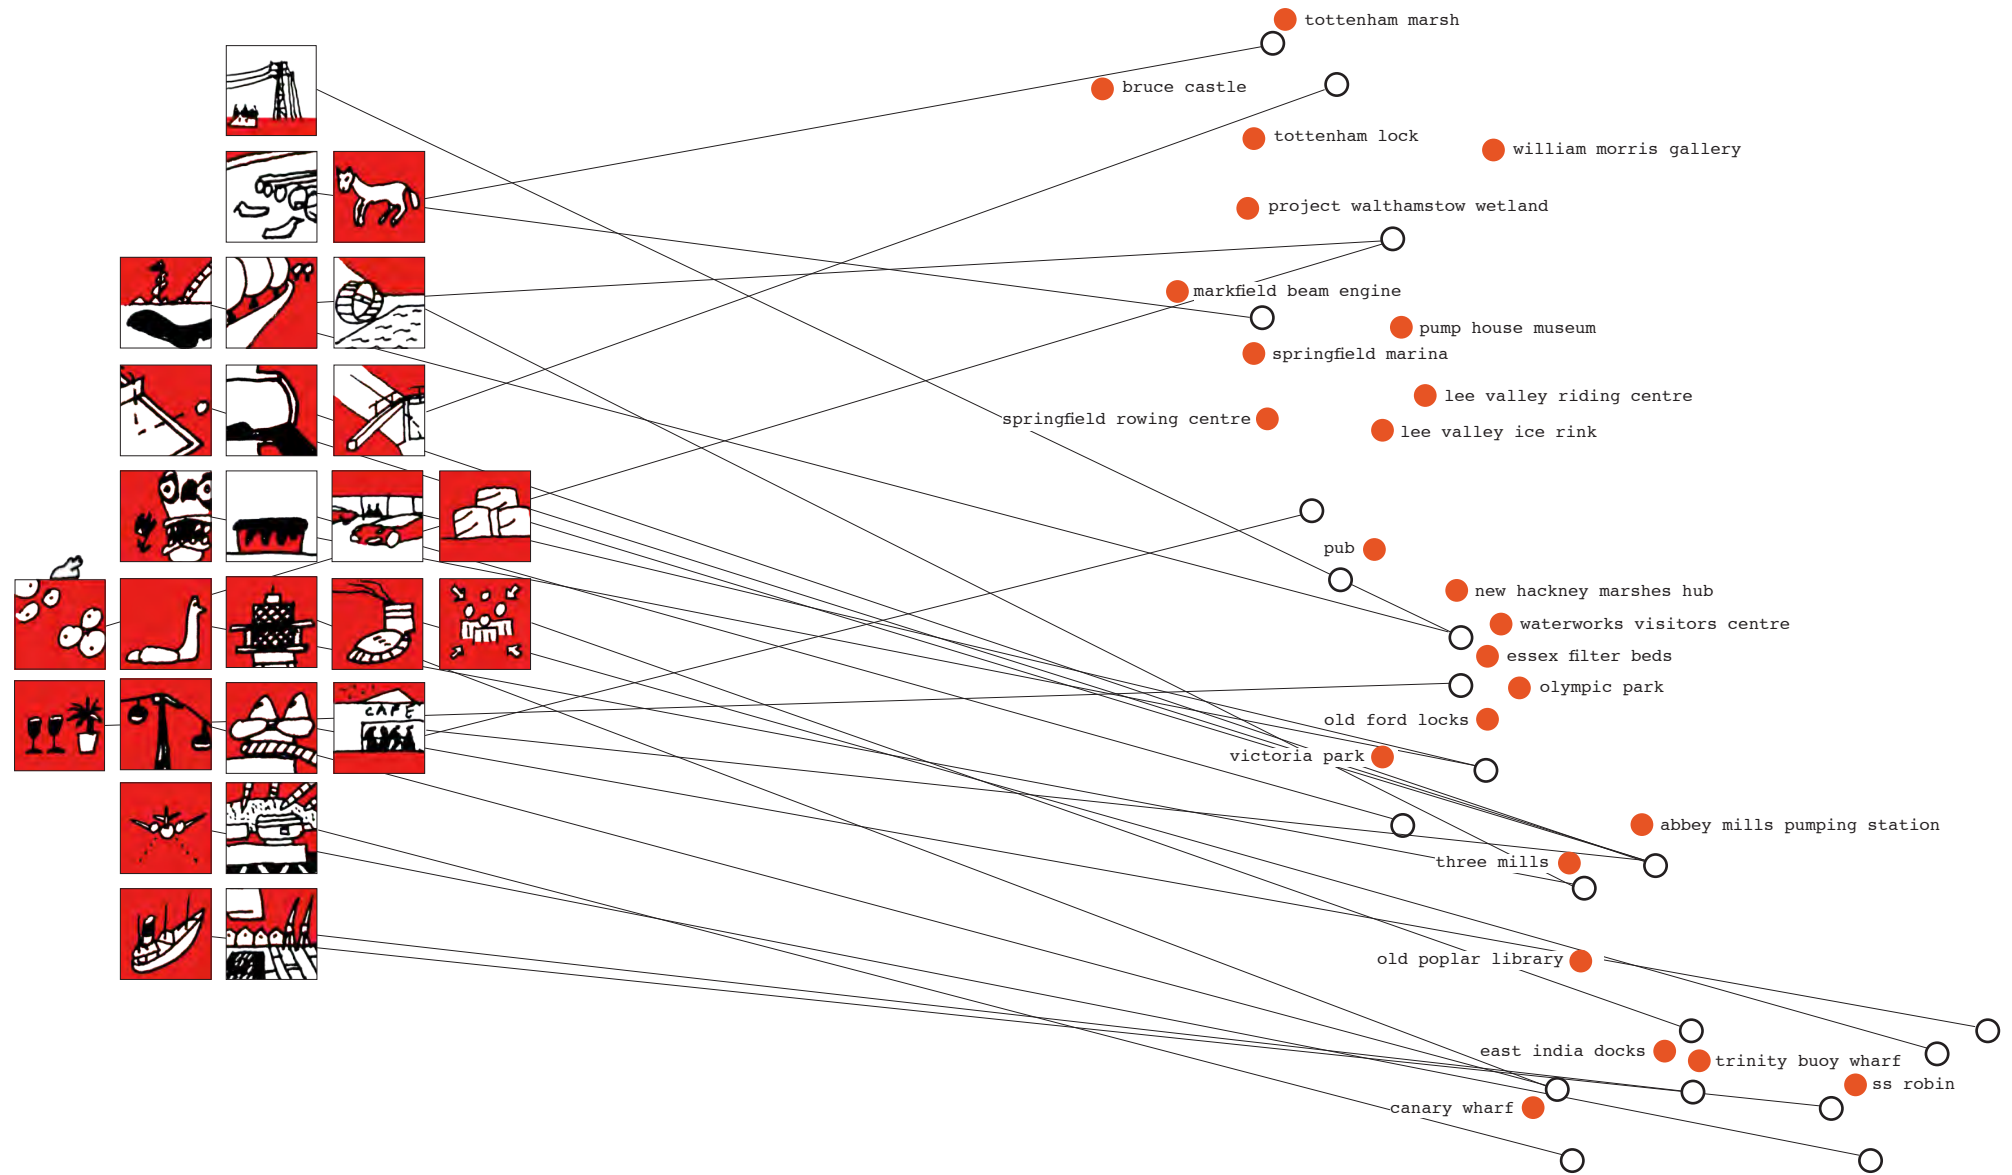 tottenham marsh
bruce castle
tottenham lock
william morris gallery
project walthamstow wetland
markfield beam engine
pump house museum
springfield marina
lee valley riding centre
springfield rowing centre
lee valley ice rink
pub
new hackney marshes hub
waterworks visitors centre
essex filter beds
olympic park
CAFE
old ford locks
victoria park
abbey mills pumping station
three mills
old poplar library
east india docks
trinity buoy wharf
ss robin
canary wharf